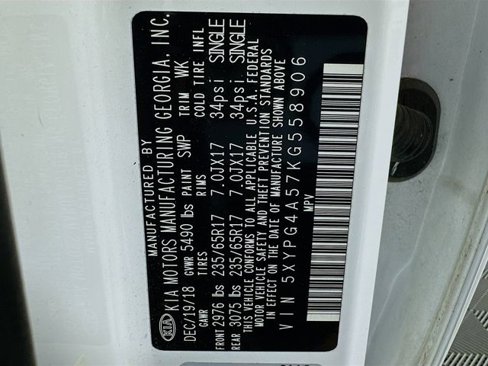 MANUFACTURED BY
KIA KIA MOTORS MANUFACTURING GEORGIA, INC.
DEC/19/18 GVWR 5490 lbs PAINT SWP TRIM WK
GAWR RIMS COLD TIRE INFL
FRONT 2976 lbs 235/65R17 7.0JX17 34psi SINGLE
REAR 3075 lbs 235/65R17 7.0JX17 34psi SINGLE
THIS VEHICLE CONFORMS TO ALL APPLICABLE U.S.A. FEDERAL
MOTOR VEHICLE SAFETY AND THEFT PREVENTION STANDARDS
IN EFFECT ON THE DATE OF MANUFACTURE SHOWN ABOVE
VIN 5XYPG4A57KG558906
MPV